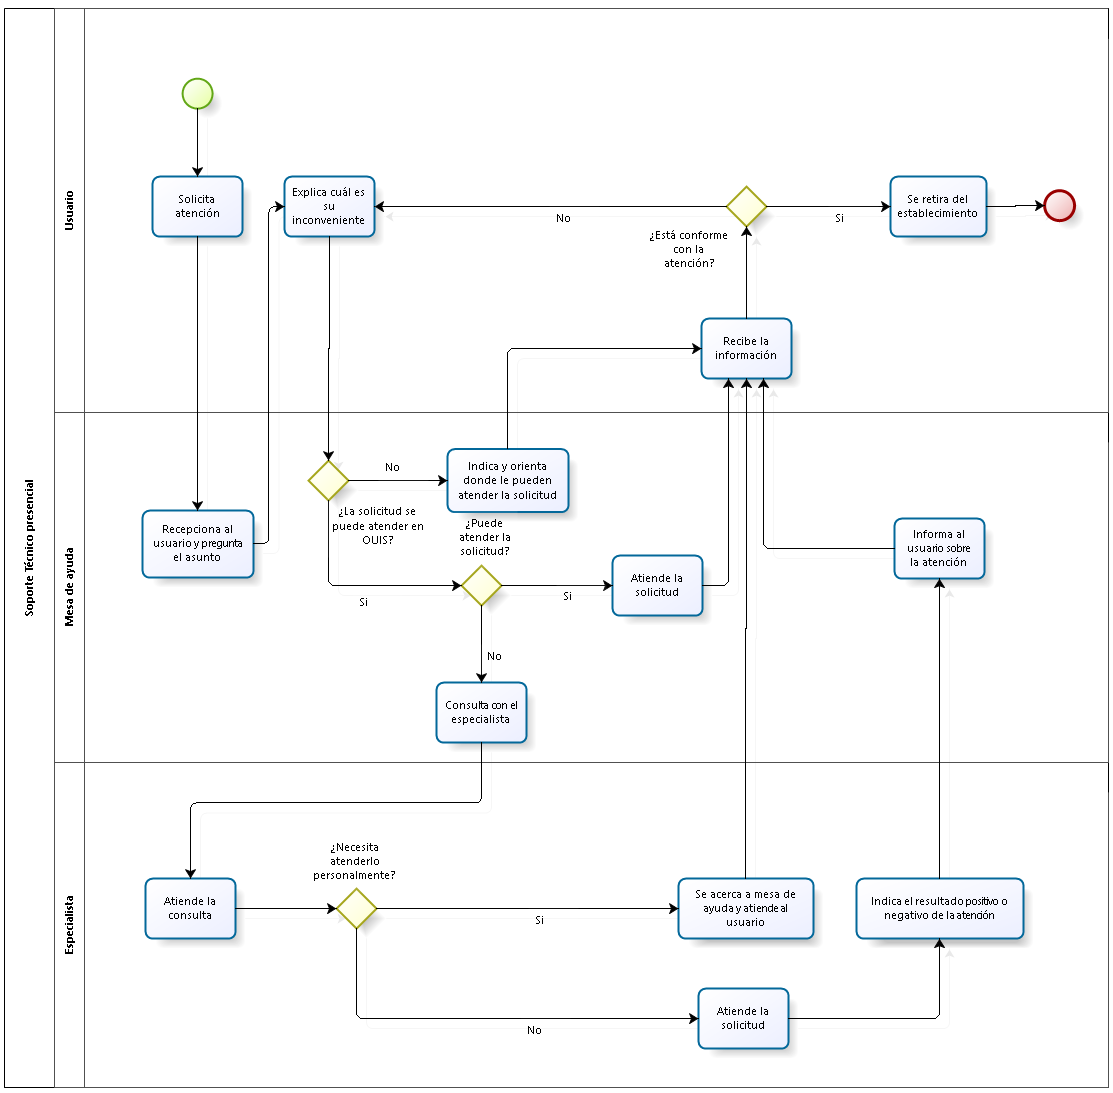 Soporte Técnico presencial
Usuario
Solicita
atención
Explica cuál es
su
inconveniente
No
¿Está conforme
con la
atención?
Si
Se retira del
establecimiento
Recibe la
información
Mesa de ayuda
Recepciona al
usuario y pregunta
el asunto
No
¿La solicitud se
puede atender en
OUIS?
Si
Indica y orienta
donde le pueden
atender la solicitud
¿Puede
atender la
solicitud?
Si
No
Atiende la
solicitud
Consulta con el
especialista
Informa al
usuario sobre
la atención
Especialista
Atiende la
consulta
¿Necesita
atenderlo
personalmente?
Si
No
Se acerca a mesa de
ayuda y atiende al
usuario
Atiende la
solicitud
Indica el resultado positivo o
negativo de la atención